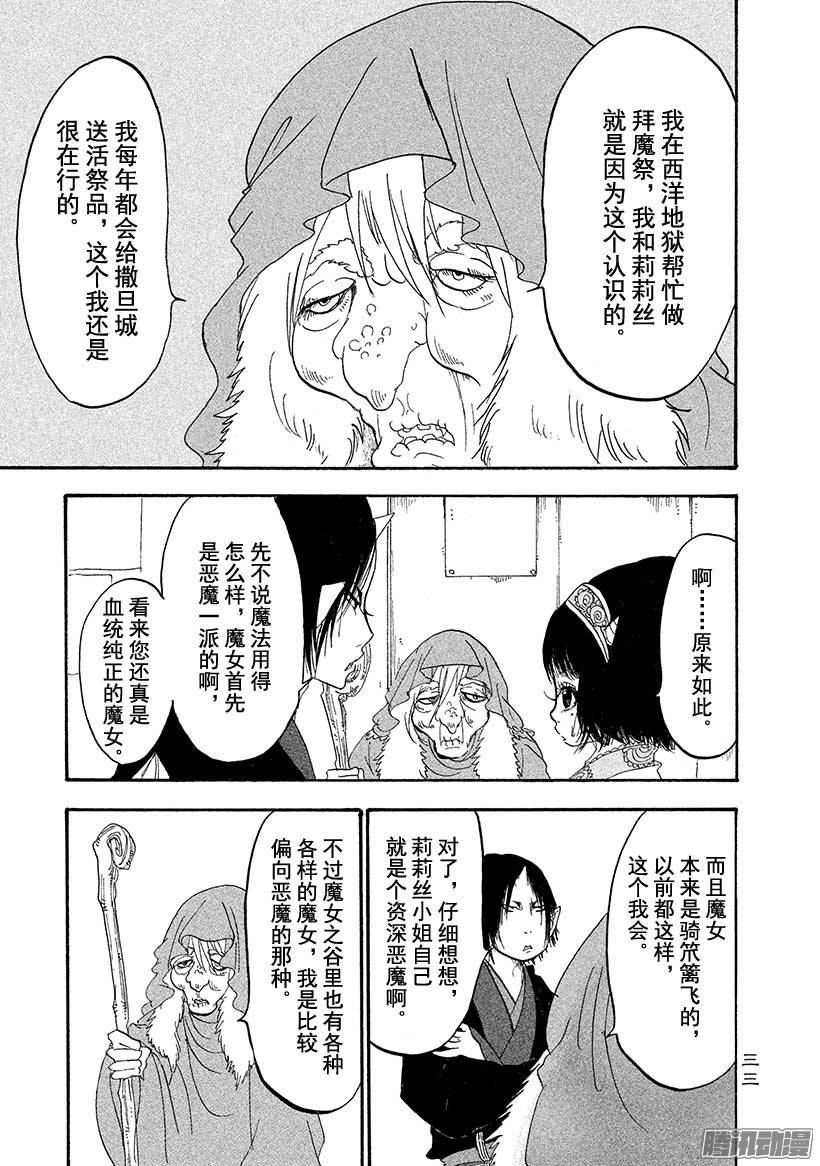 我在西洋地狱帮忙做
拜魔祭，我和莉莉丝
就是因为这个认识的。
我每年都会给撒旦城
送活祭品，这个我还是
很在行的。
啊……原来如此。
先不说魔法用得
怎么样，魔女首先
是恶魔一派的啊，
看来您还真是
血统纯正的魔女。
而且魔女
本来是骑笊篱飞的，
以前都这样，
这个我会。
对了，仔细想想，
莉莉丝小姐自己
就是个资深恶魔啊。
不过魔女之谷里也有各种
各样的魔女，我是比较
偏向恶魔的那种。
三三
腾讯动漫